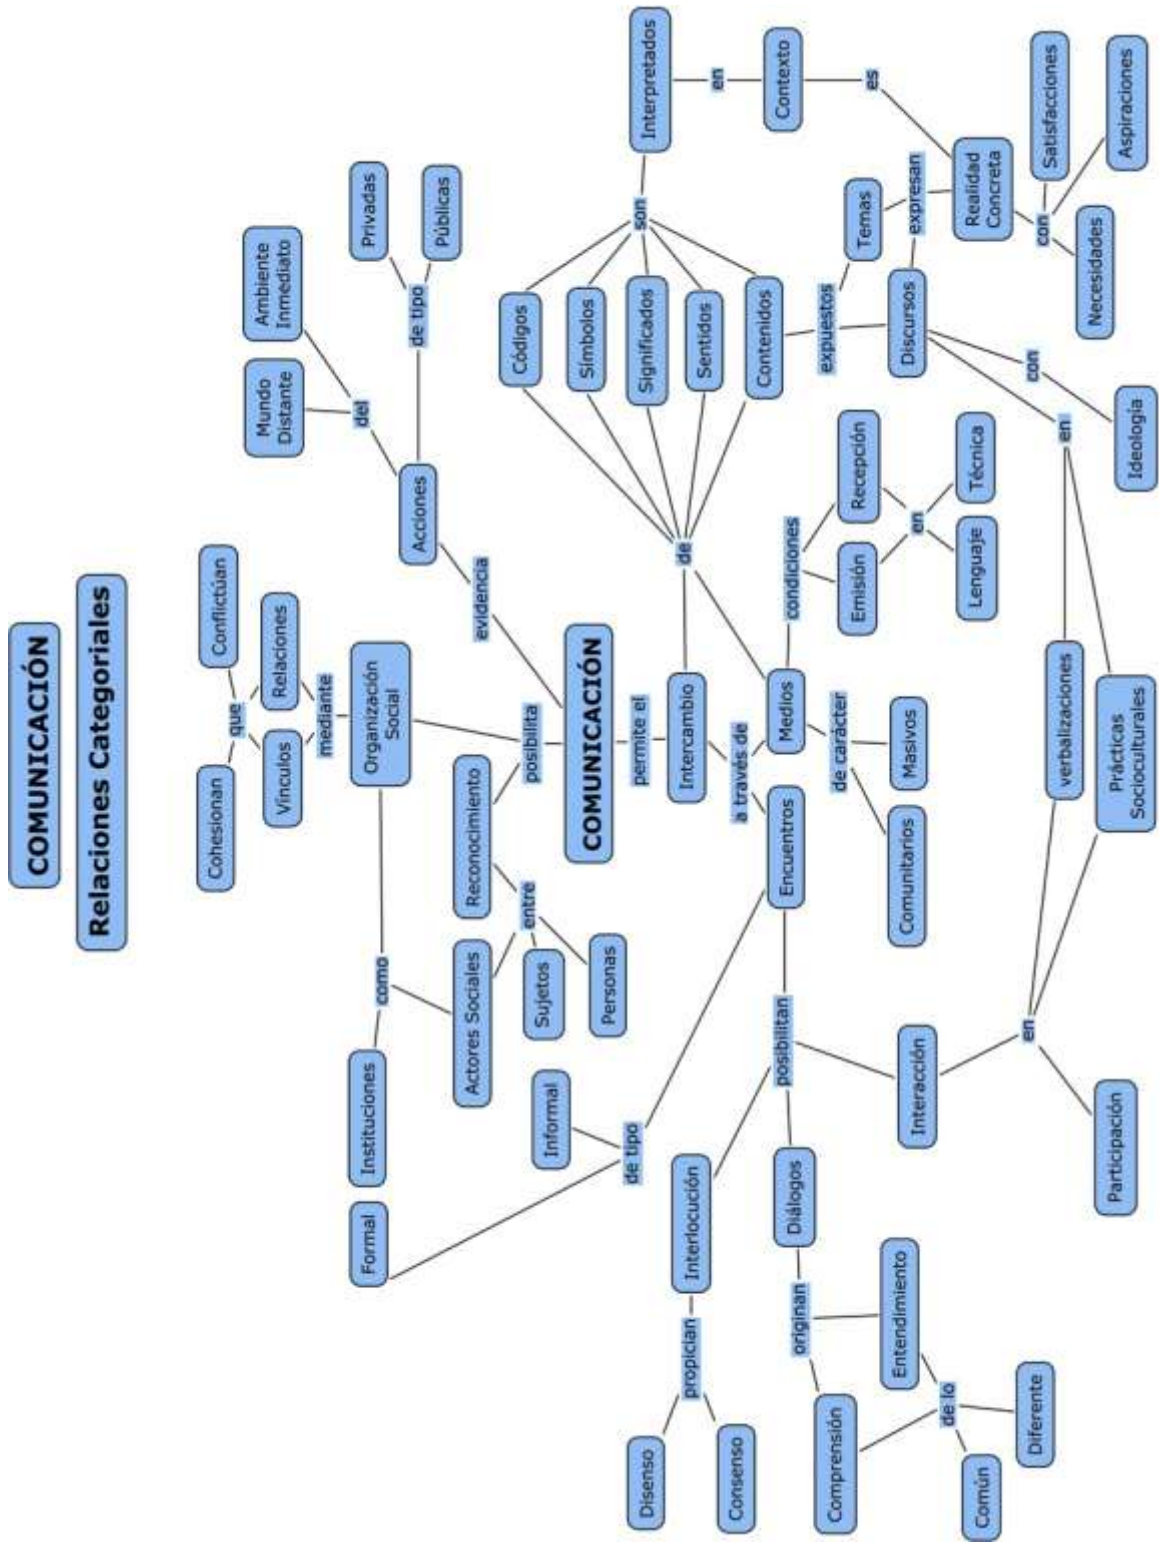 COMUNICACIÓN
Relaciones Categoriales
Cohesionan
Conflictúan
que
Vínculos
Relaciones
Mundo
Distante
Ambiente
Inmediato
mediante
del
Formal
Instituciones
como
Organización
Social
Acciones
de tipo
Privadas
Públicas
Actores Sociales
Reconocimiento
evidencia
Informal
Sujetos
entre
posibilita
Códigos
Personas
COMUNICACIÓN
Símbolos
de tipo
permite el
Disenso
Interlocución
Intercambio
de
Significados
son
Interpretados
propician
Consenso
Sentidos
en
a través de
Contenidos
Diálogos
posibilitan
Encuentros
Medios
condiciones
Contexto
originan
Comprensión
de carácter
expuestos
Emisión
Recepción
Temas
es
Entendimiento
Interacción
Comunitarios
Masivos
en
Discursos
expresan
de lo
Común
Diferente
Lenguaje
Técnica
Realidad
Concreta
en
verbalizaciones
en
con
con
Satisfacciones
Participación
Prácticas
Socioculturales
Ideología
Necesidades
Aspiraciones